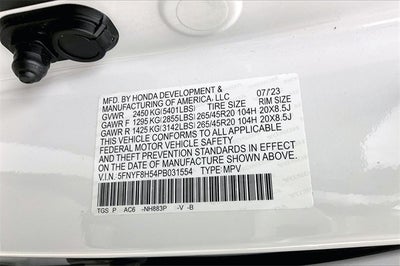 MFD. BY HONDA DEVELOPMENT & 07/'23
MANUFACTURING OF AMERICA, LLC
GVWR 2450 KG(5401LBS) TIRE SIZE RIM SIZE
GAWR F 1295 KG(2855LBS) 265/45R20 104H 20X8.5J
GAWR R 1425 KG(3142LBS) 265/45R20 104H 20X8.5J
THIS VEHICLE CONFORMS TO ALL APPLICABLE
FEDERAL MOTOR VEHICLE SAFETY STANDARDS IN EFFECT
ON THE DATE OF MANUFACTURE SHOWN ABOVE.
V.I.N. 5FNYF8H54PB031554 TYPE: MPV
TGS P AC6 -NH883P -V -B